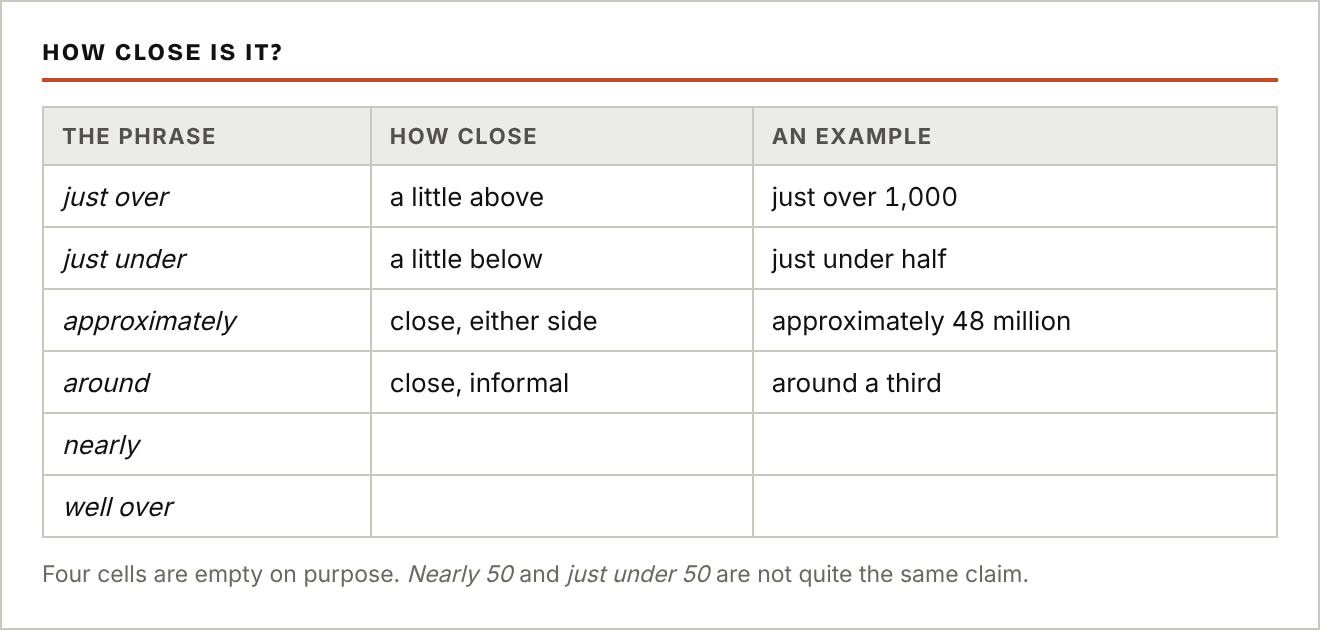 HOW CLOSE IS IT?
THE PHRASE HOW CLOSE AN EXAMPLE
just over a little above just over 1,000
just under a little below just under half
approximately close, either side approximately 48 million
around close, informal around a third
nearly
well over
Four cells are empty on purpose. Nearly 50 and just under 50 are not quite the same claim.